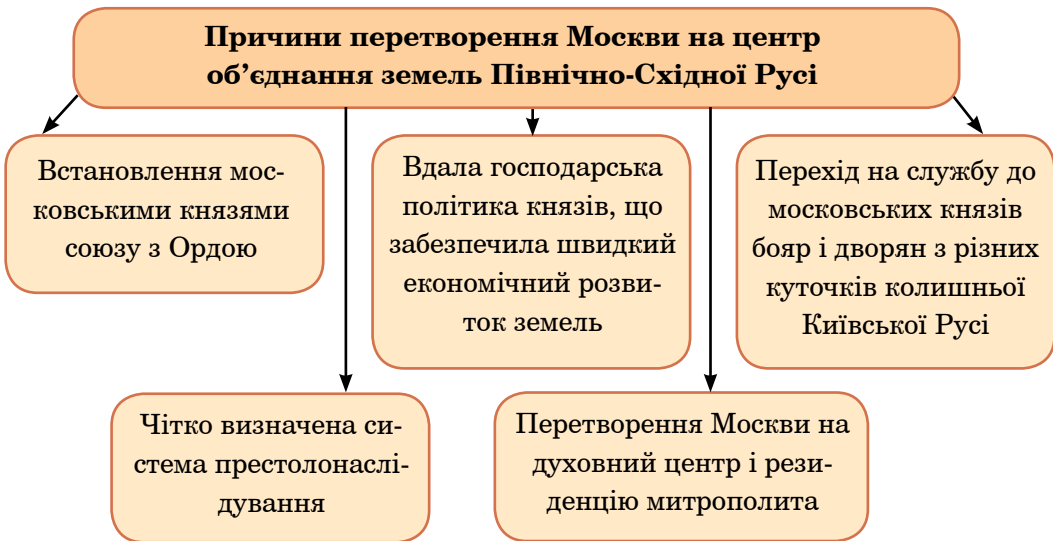 Причини перетворення Москви на центр
об’єднання земель Північно-Східної Русі
Встановлення мос-
ковськими князями
союзу з Ордою
Вдала господарська
політика князів, що
забезпечила швидкий
економічний розви-
ток земель
Перехід на службу до
московських князів
бояр і дворян з різних
куточків колишньої
Київської Русі
Чітко визначена си-
стема престолонаслі-
дування
Перетворення Москви на
духовний центр і рези-
денцію митрополита